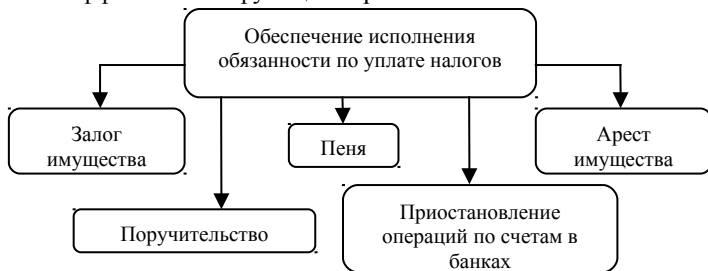 Обеспечение исполнения
обязанности по уплате налогов
Залог
имущества
Пеня
Арест
имущества
Поручительство
Приостановление
операций по счетам в
банках